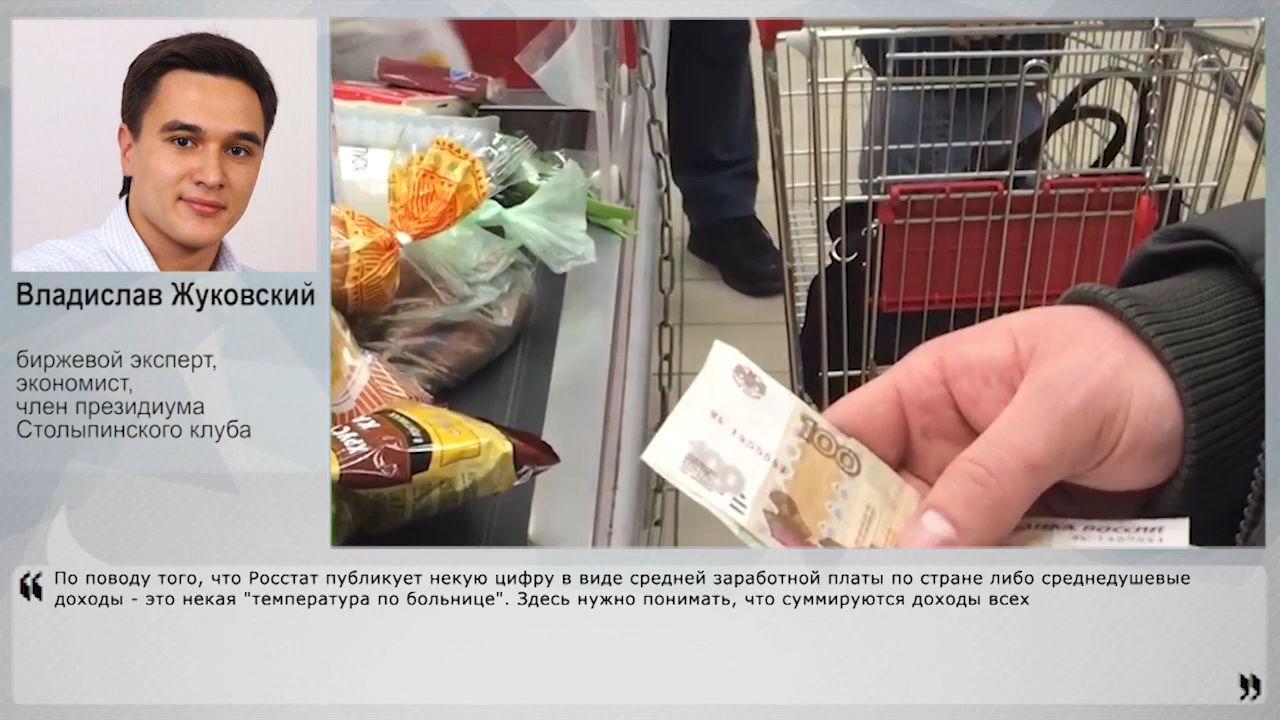 Владислав Жуковский
биржевой эксперт,
экономист,
член президиума
Столыпинского клуба
100
По поводу того, что Росстат публикует некую цифру в виде средней заработной платы по стране либо среднедушевые
доходы - это некая "температура по больнице". Здесь нужно понимать, что суммируются доходы всех